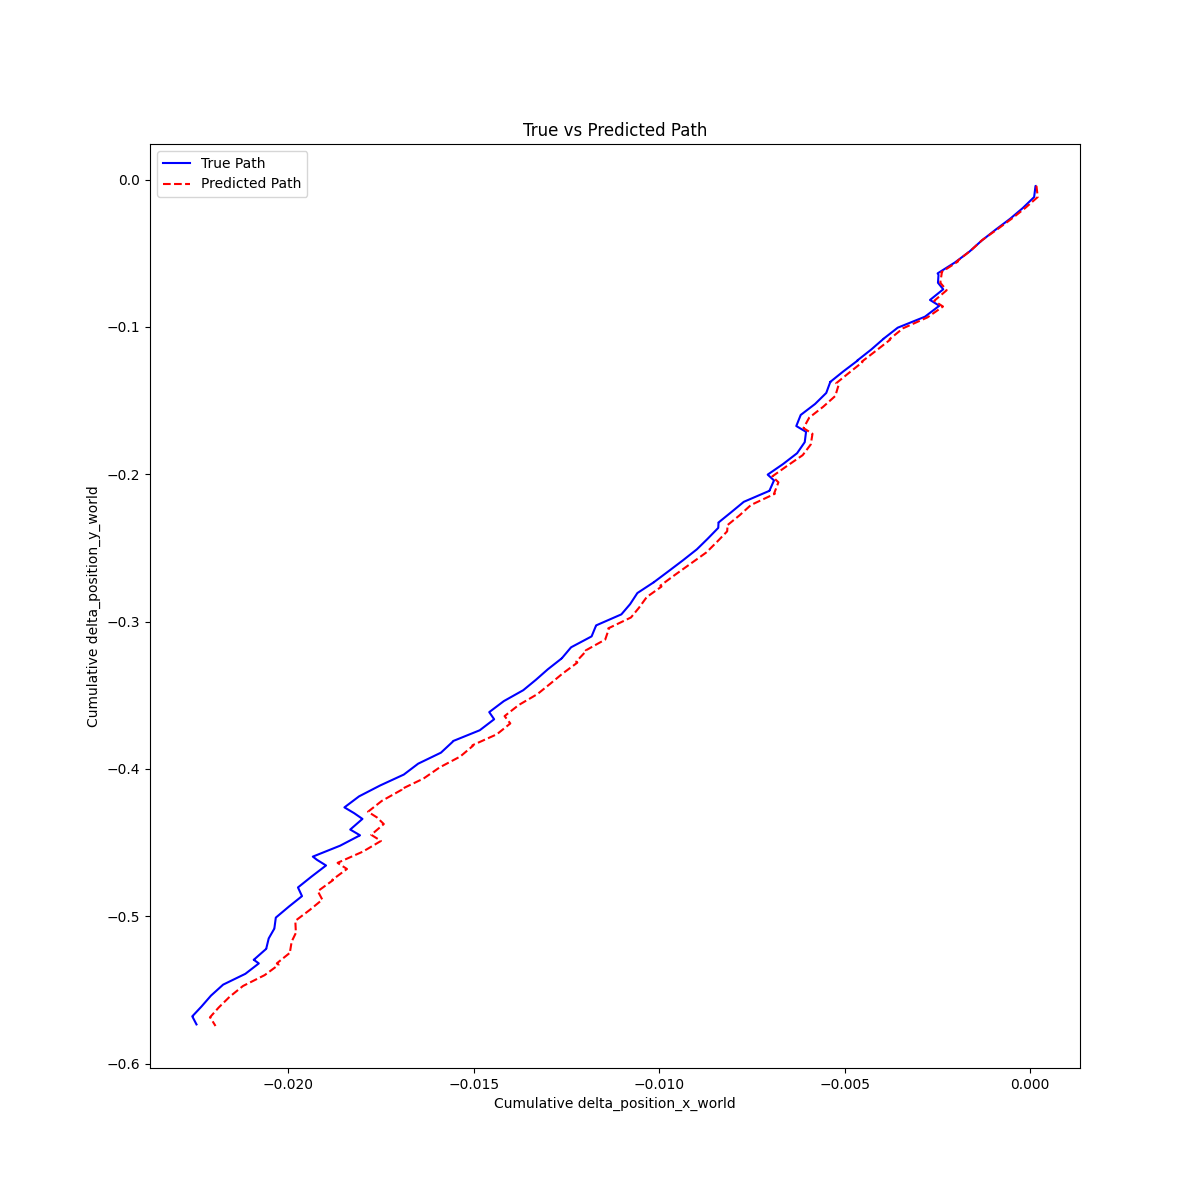 True vs Predicted Path
True Path
Predicted Path
0.0
−0.1
−0.2
−0.3
−0.4
−0.5
−0.6
Cumulative delta_position_y_world
−0.020
−0.015
−0.010
−0.005
0.000
Cumulative delta_position_x_world